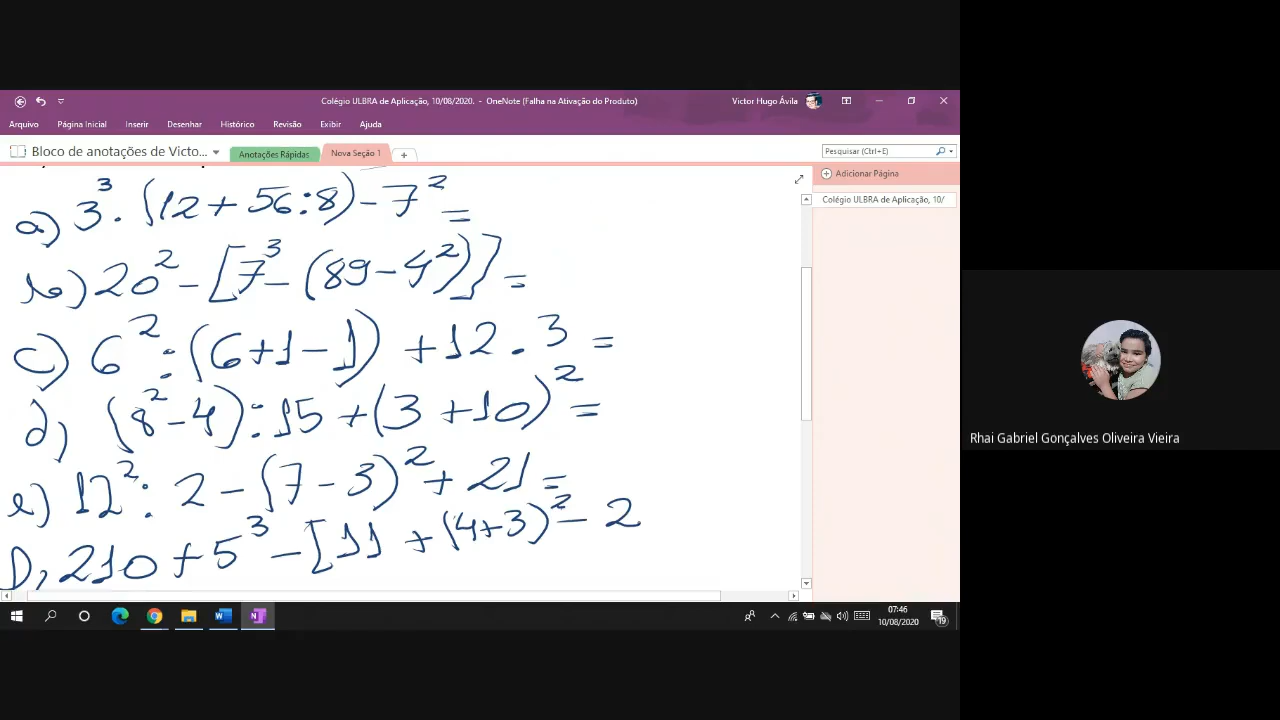 Colégio ULBRA de Aplicação, 10/08/2020. - OneNote (Falha na Ativação do Produto)
Victor Hugo Ávila
Arquivo Página Inicial Inserir Desenhar Histórico Revisão Exibir Ajuda
Bloco de anotações de Victo... Anotações Rápidas Nova Seção 1
Pesquisar (Ctrl+E)
Adicionar Página
Colégio ULBRA de Aplicação, 10/
a) 3³ . (12 + 56 : 8) - 7² =
b) 20² - [7³ - (89 - 4²)] =
c) 6² : (6 + 1 - 1) + 12 . 3 =
d) (8² - 4) : 15 + (3 + 10)² =
e) 12² : 2 - (7 - 3)² + 21 =
210 + 5³ - [11 + (4+3)² - 2
Rhai Gabriel Gonçalves Oliveira Vieira
07:46
10/08/2020
19